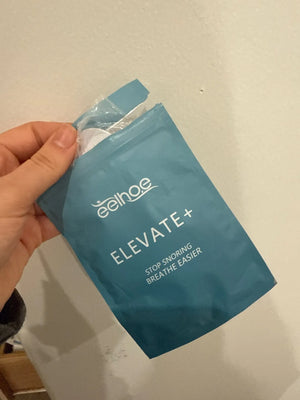 eelhoe
ELEVATE+
STOP SNORING
BREATHE EASIER